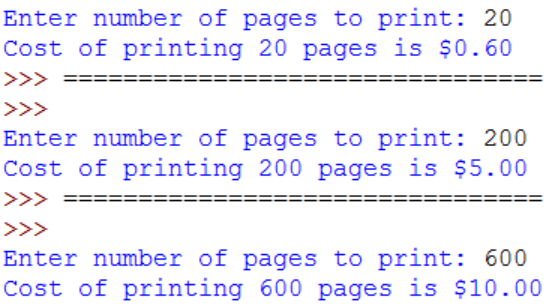 Enter number of pages to print: 20
Cost of printing 20 pages is $0.60
>>> ================================
>>>
Enter number of pages to print: 200
Cost of printing 200 pages is $5.00
>>> ================================
>>>
Enter number of pages to print: 600
Cost of printing 600 pages is $10.00